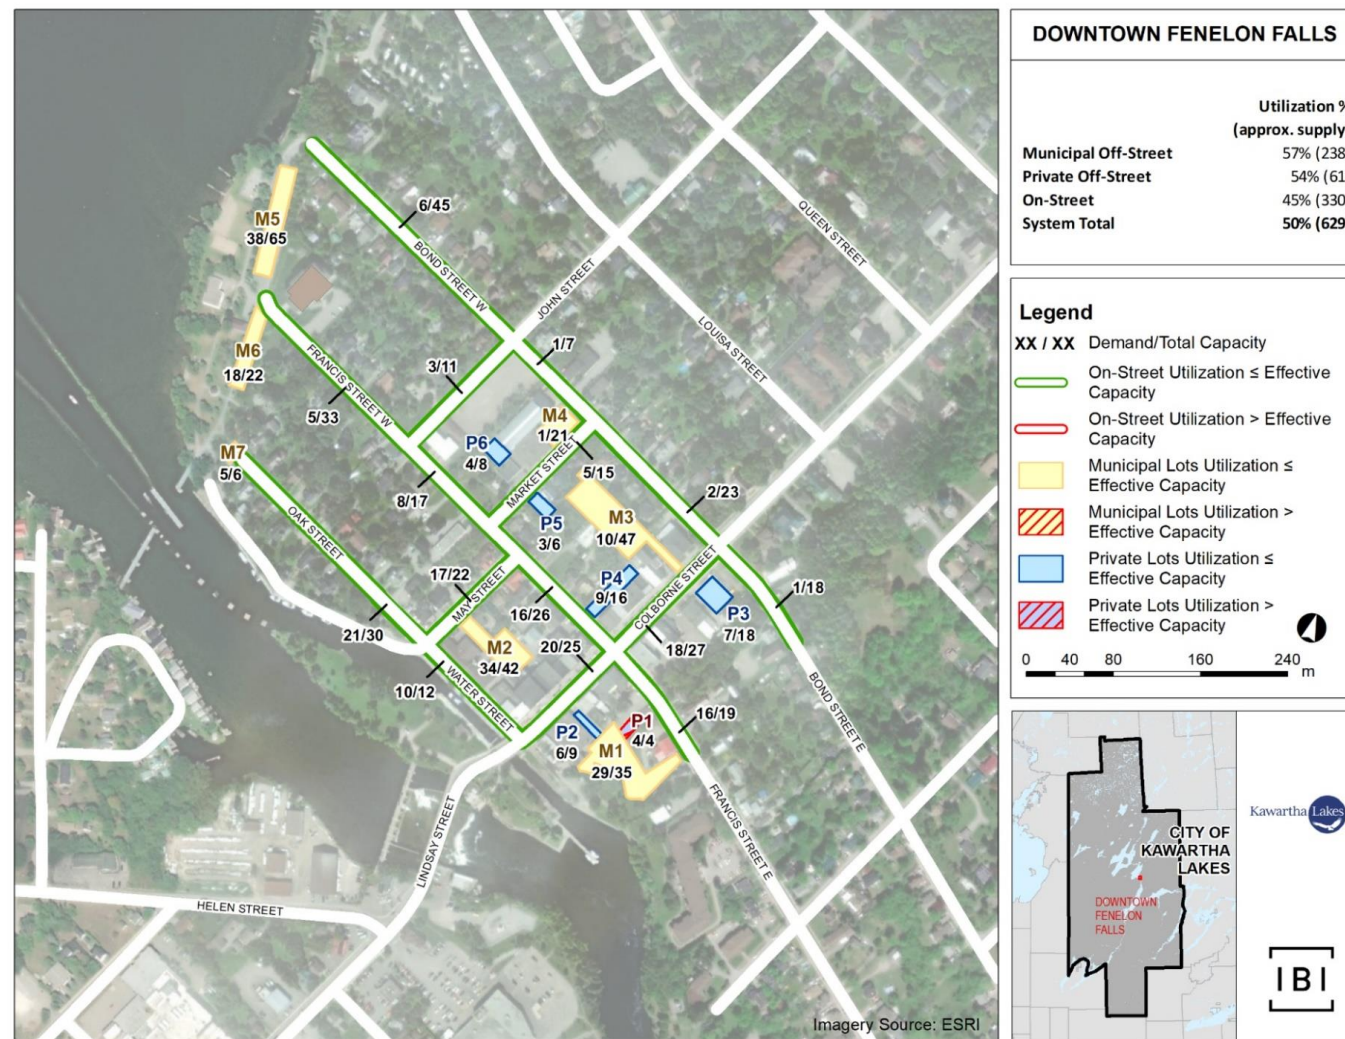 DOWNTOWN FENELON FALLS
Utilization %
(approx. supply
Municipal Off-Street 57% (238
Private Off-Street 54% (61
On-Street 45% (330
System Total 50% (629
Legend
XX / XX Demand/Total Capacity
On-Street Utilization ≤ Effective
Capacity
On-Street Utilization > Effective
Capacity
Municipal Lots Utilization ≤
Effective Capacity
Municipal Lots Utilization >
Effective Capacity
Private Lots Utilization ≤
Effective Capacity
Private Lots Utilization >
Effective Capacity
0 40 80 160 240
m
CITY OF
KAWARTHA
LAKES
DOWNTOWN
FENELON
FALLS
Kawartha Lakes
IBI
6/45
M5
38/65
BOND STREET W
JOHN STREET
QUEEN STREET
LOUISA STREET
M6
18/22
FRANCIS STREET W
5/33
3/11
1/7
M4
1/21
P6
4/8
MARKET STREET
5/15
M7
5/6
8/17
2/23
OAK STREET
P5
3/6
M3
10/47
17/22
MAY STREET
16/26
P4
9/16
COLBORNE STREET
1/18
P3
7/18
21/30
M2
34/42
20/25
18/27
10/12
WATER STREET
BOND STREET E
16/19
P2
6/9
P1
4/4
M1
29/35
FRANCIS STREET E
LINDSAY STREET
HELEN STREET
Imagery Source: ESRI